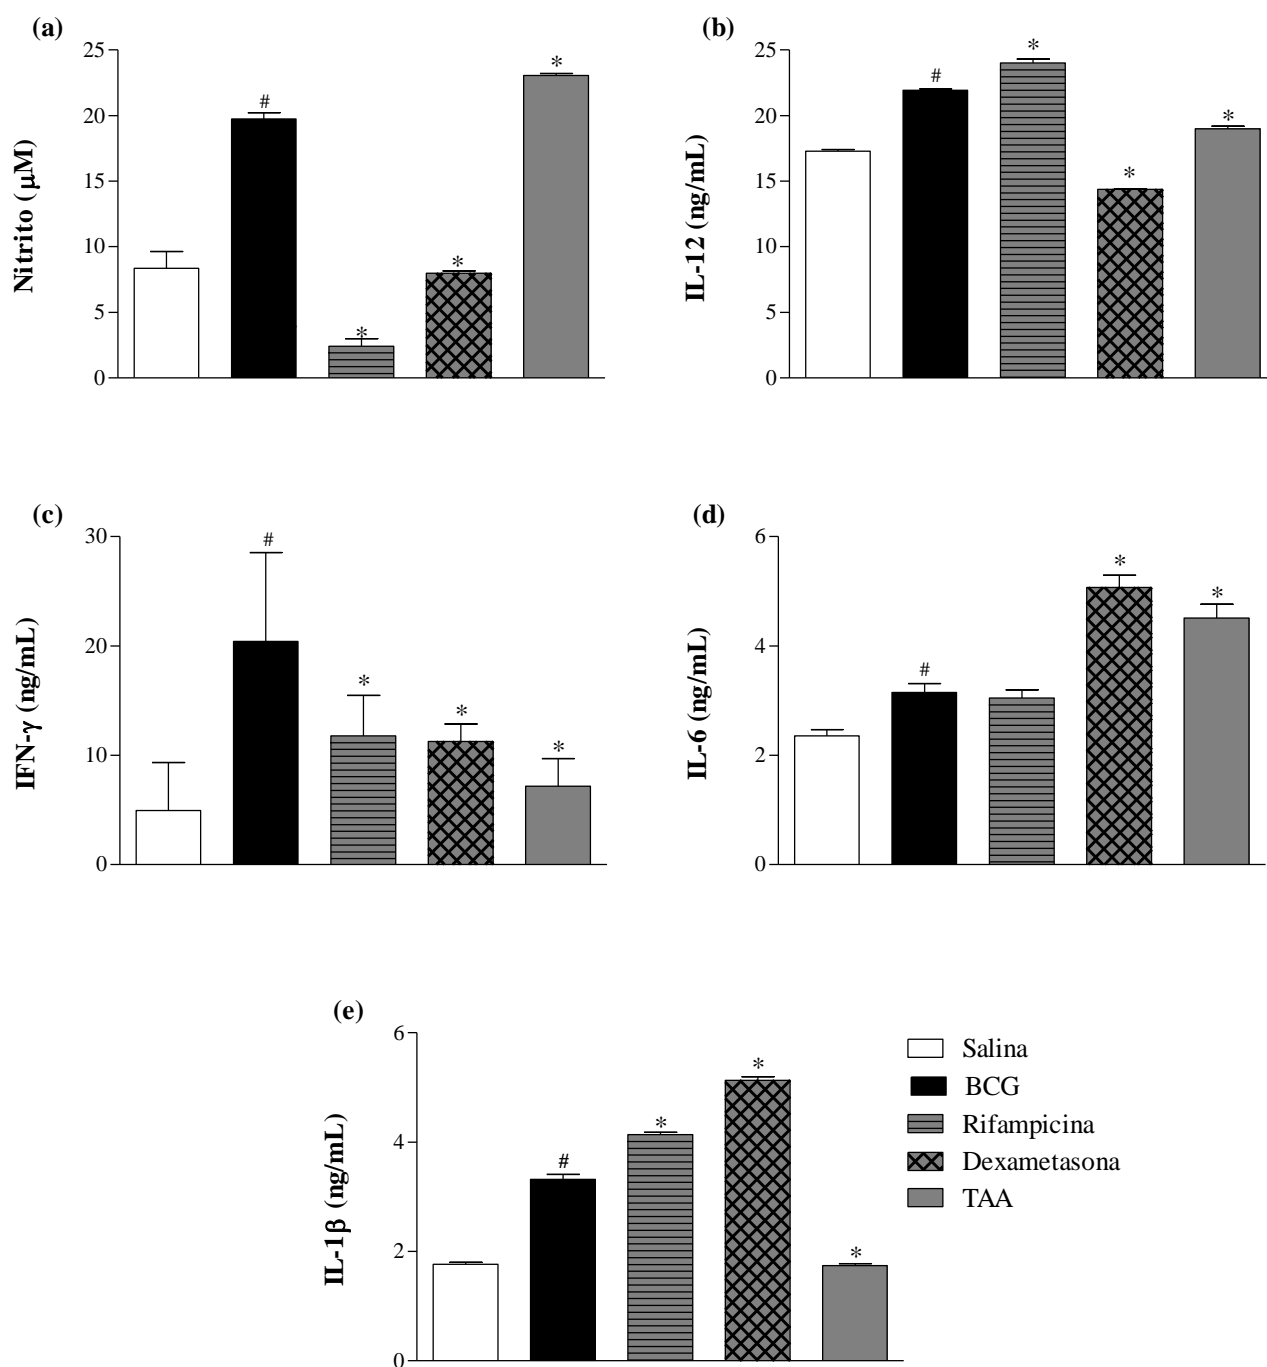 (a)
Nitrito (μM)
25
20
15
10
5
0
#
*
*
*
(b)
IL-12 (ng/mL)
25
20
15
10
5
0
#
*
*
*
(c)
IFN-γ (ng/mL)
30
20
10
0
#
*
*
*
(d)
IL-6 (ng/mL)
6
4
2
0
#
*
*
(e)
IL-1β (ng/mL)
6
4
2
0
#
*
*
*
Salina
BCG
Rifampicina
Dexametasona
TAA